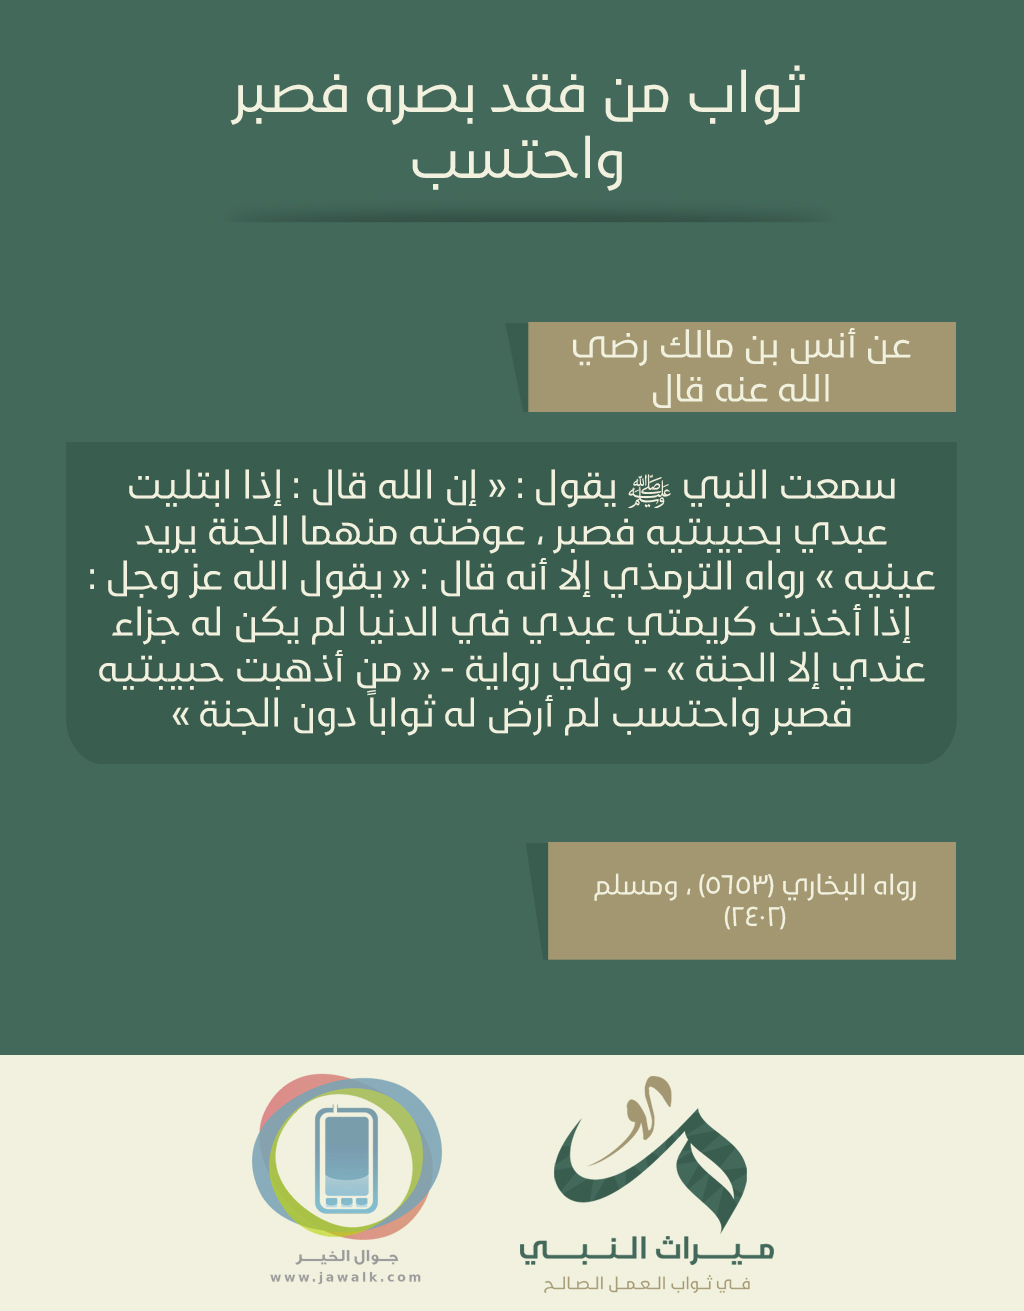 ثواب من فقد بصره فصبر
واحتسب
عن أنس بن مالك رضي
الله عنه قال
سمعت النبي ﷺ يقول : « إن الله قال : إذا ابتليت
عبدي بحبيبتيه فصبر ، عوضته منهما الجنة يريد
عينيه » رواه الترمذي إلا أنه قال : « يقول الله عز وجل :
إذا أخذت كريمتي عبدي في الدنيا لم يكن له جزاء
عندي إلا الجنة » - وفي رواية - « من أذهبت حبيبتيه
فصبر واحتسب لم أرض له ثواباً دون الجنة »
رواه البخاري (٥٦٥٣) ، ومسلم
(٢٤٠٢)
ميراث النبي
في ثواب العمل الصالح
جوال الخير
www.jawalk.com